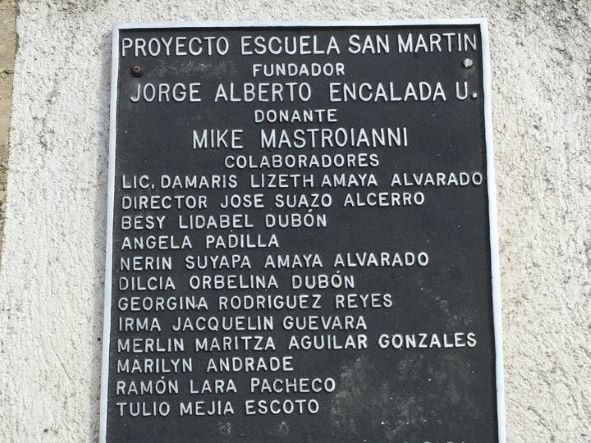 PROYECTO ESCUELA SAN MARTIN
FUNDADOR
JORGE ALBERTO ENCALADA U.
DONANTE
MIKE MASTROIANNI
COLABORADORES
LIC. DAMARIS LIZETH AMAYA ALVARADO
DIRECTOR JOSE SUAZO ALCERRO
BESY LIDABEL DUBÓN
ANGELA PADILLA
NERIN SUYAPA AMAYA ALVARADO
DILCIA ORBELINA DUBÓN
GEORGINA RODRIGUEZ REYES
IRMA JACQUELIN GUEVARA
MERLIN MARITZA AGUILAR GONZALES
MARILYN ANDRADE
RAMÓN LARA PACHECO
TULIO MEJIA ESCOTO